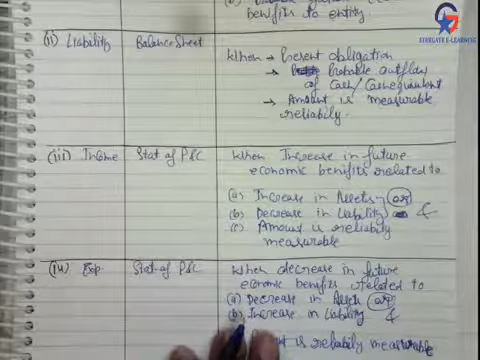 benefits to entity.
STARGATE E-LEARNING
(ii) Liability Balance Sheet When → Present obligation
→ Probable outflow
of Cash/Cash equivalent
→ Amount is measurable
reliably.
(iii) Income Stat of P&L When Increase in future
economic benefits related to
(a) Increase in Assets or
(b) Decrease in Liability &
(c) Amount is reliably
measurable
(iv) Exp Stat of P&L When decrease in future
economic benefits related to
(a) Decrease in Assets or
(b) Increase in Liability &
is reliably measurable